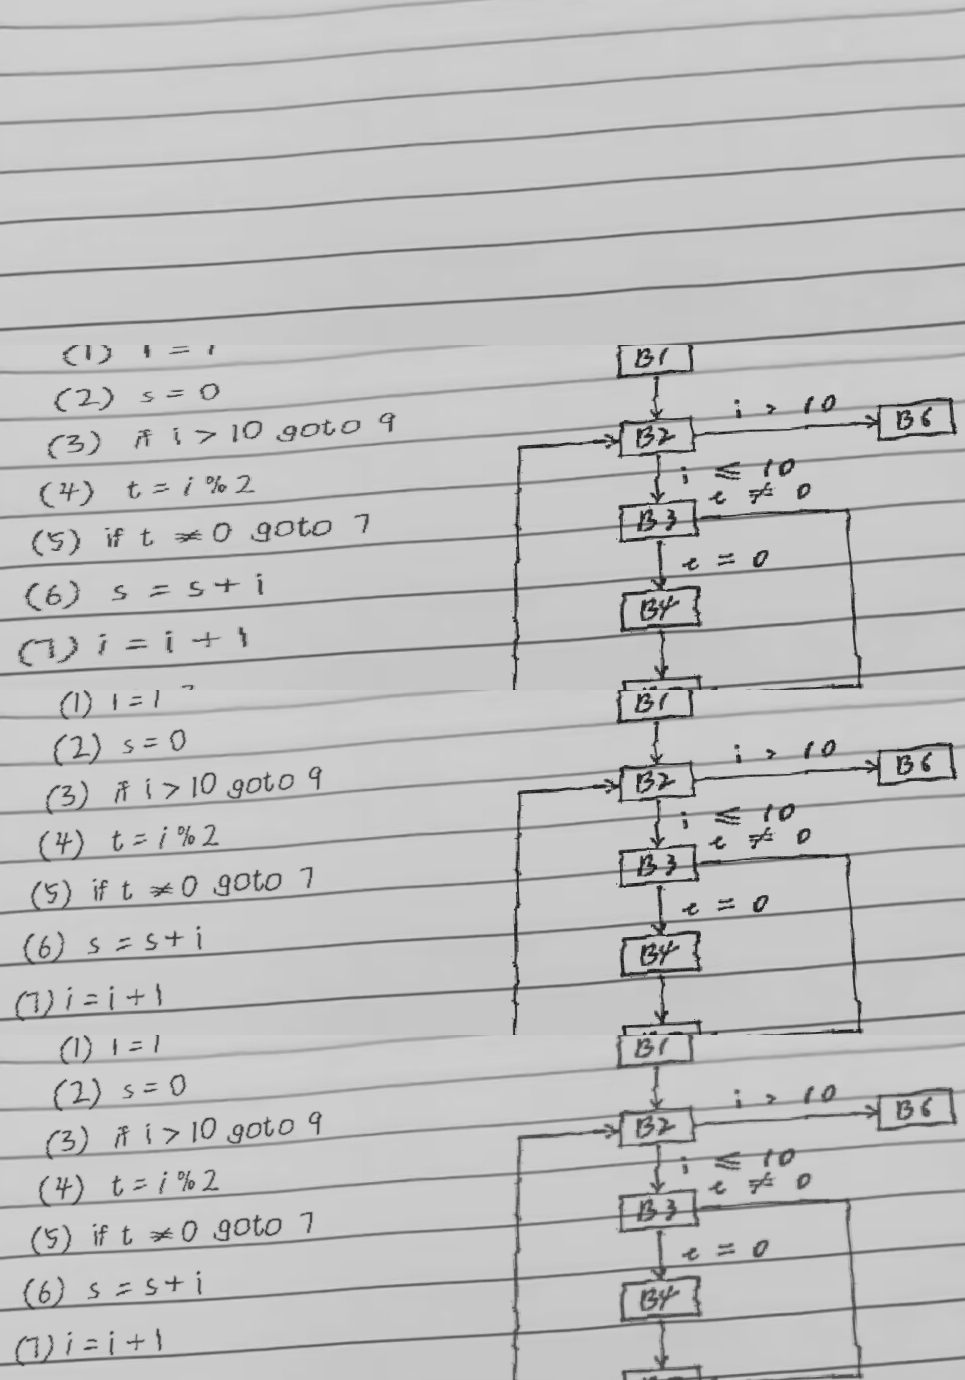 (2) s = 0
(3) if i > 10 goto 9
(4) t = i % 2
(5) if t ≠ 0 goto 7
(6) s = s + i
(7) i = i + 1
B1
B2
i > 10
B6
i ≤ 10
t ≠ 0
B3
t = 0
B4
(1) i = 1
(2) s = 0
(3) if i > 10 goto 9
(4) t = i % 2
(5) if t ≠ 0 goto 7
(6) s = s + i
(7) i = i + 1
B1
B2
i > 10
B6
i ≤ 10
t ≠ 0
B3
t = 0
B4
(1) i = 1
(2) s = 0
(3) if i > 10 goto 9
(4) t = i % 2
(5) if t ≠ 0 goto 7
(6) s = s + i
(7) i = i + 1
B1
B2
i > 10
B6
i ≤ 10
t ≠ 0
B3
t = 0
B4